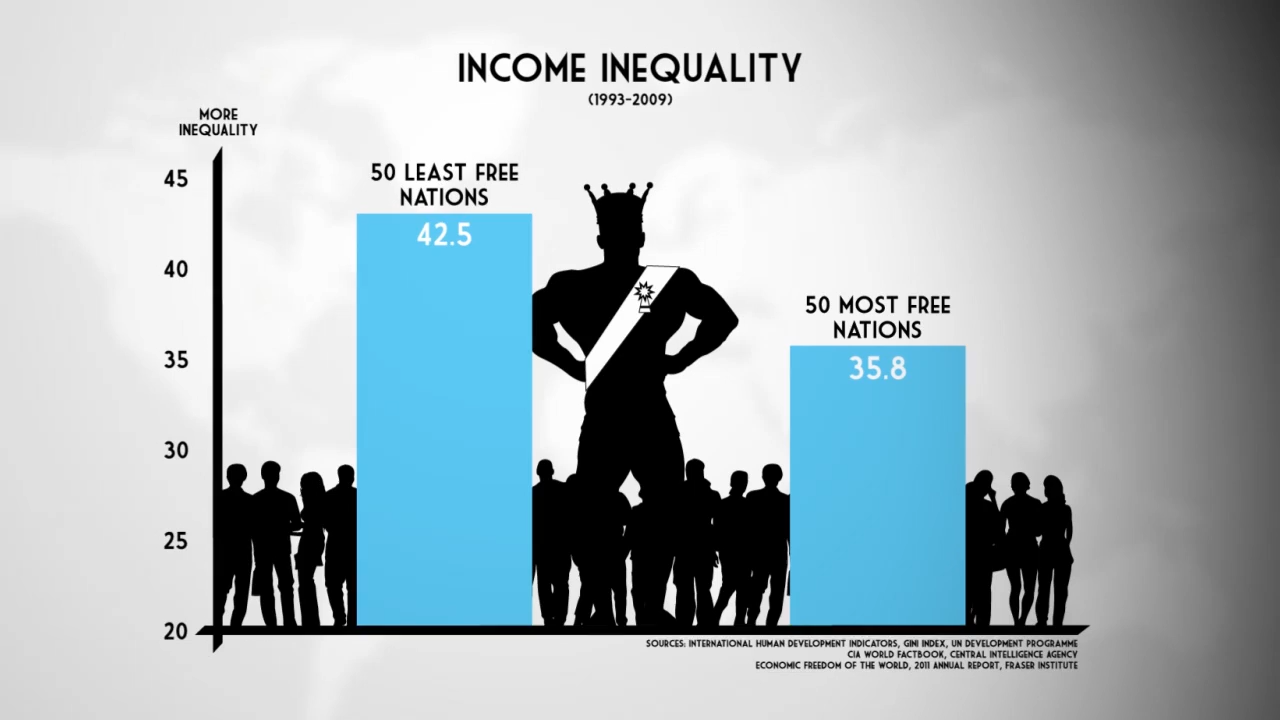 INCOME INEQUALITY
(1993-2009)
MORE
INEQUALITY
45
40
35
30
25
20
50 LEAST FREE
NATIONS
42.5
50 MOST FREE
NATIONS
35.8
SOURCES: INTERNATIONAL HUMAN DEVELOPMENT INDICATORS, GINI INDEX, UN DEVELOPMENT PROGRAMME
CIA WORLD FACTBOOK, CENTRAL INTELLIGENCE AGENCY
ECONOMIC FREEDOM OF THE WORLD, 2011 ANNUAL REPORT, FRASER INSTITUTE